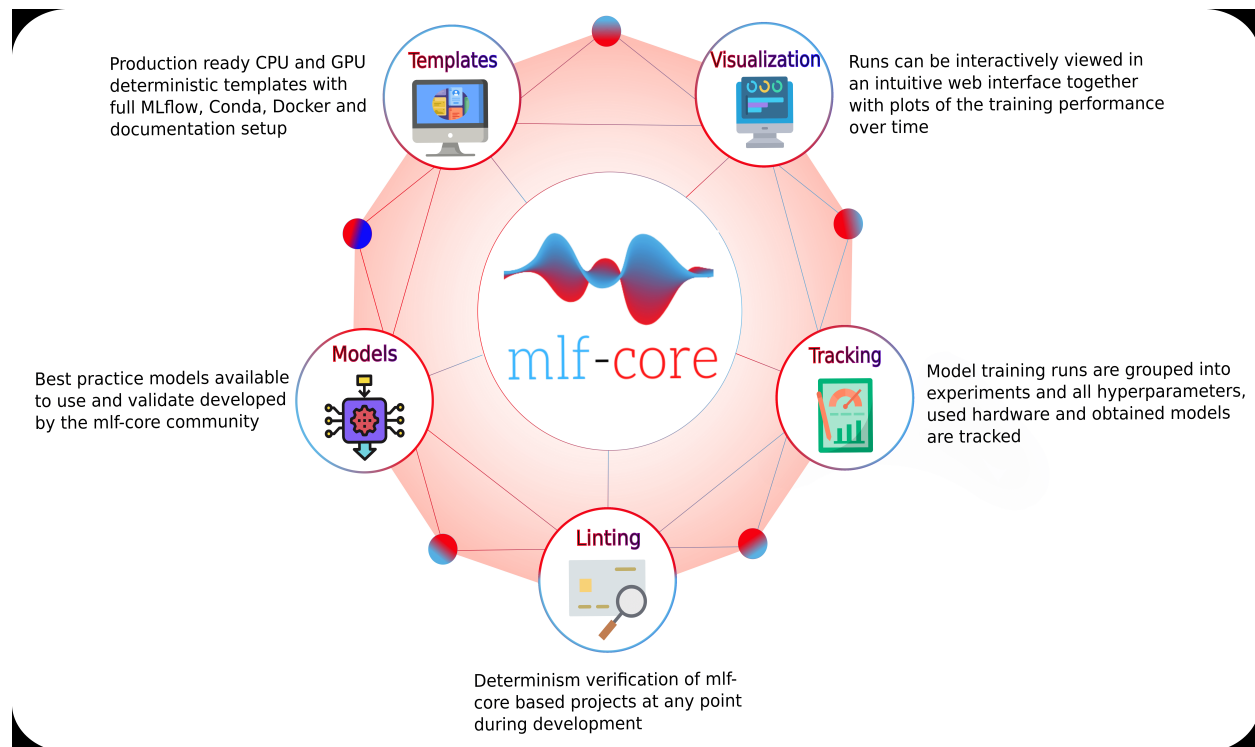 Templates
Production ready CPU and GPU
deterministic templates with
full MLflow, Conda, Docker and
documentation setup
Visualization
Runs can be interactively viewed in
an intuitive web interface together
with plots of the training performance
over time
mlf-core
Models
Best practice models available
to use and validate developed
by the mlf-core community
Tracking
Model training runs are grouped into
experiments and all hyperparameters,
used hardware and obtained models
are tracked
Linting
Determinism verification of mlf-
core based projects at any point
during development